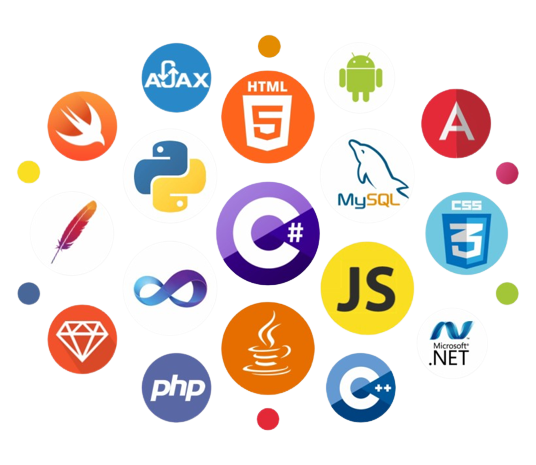 AJAX
HTML
5
A
MySQL
CSS
3
C#
JS
Microsoft®
.NET
php
C++